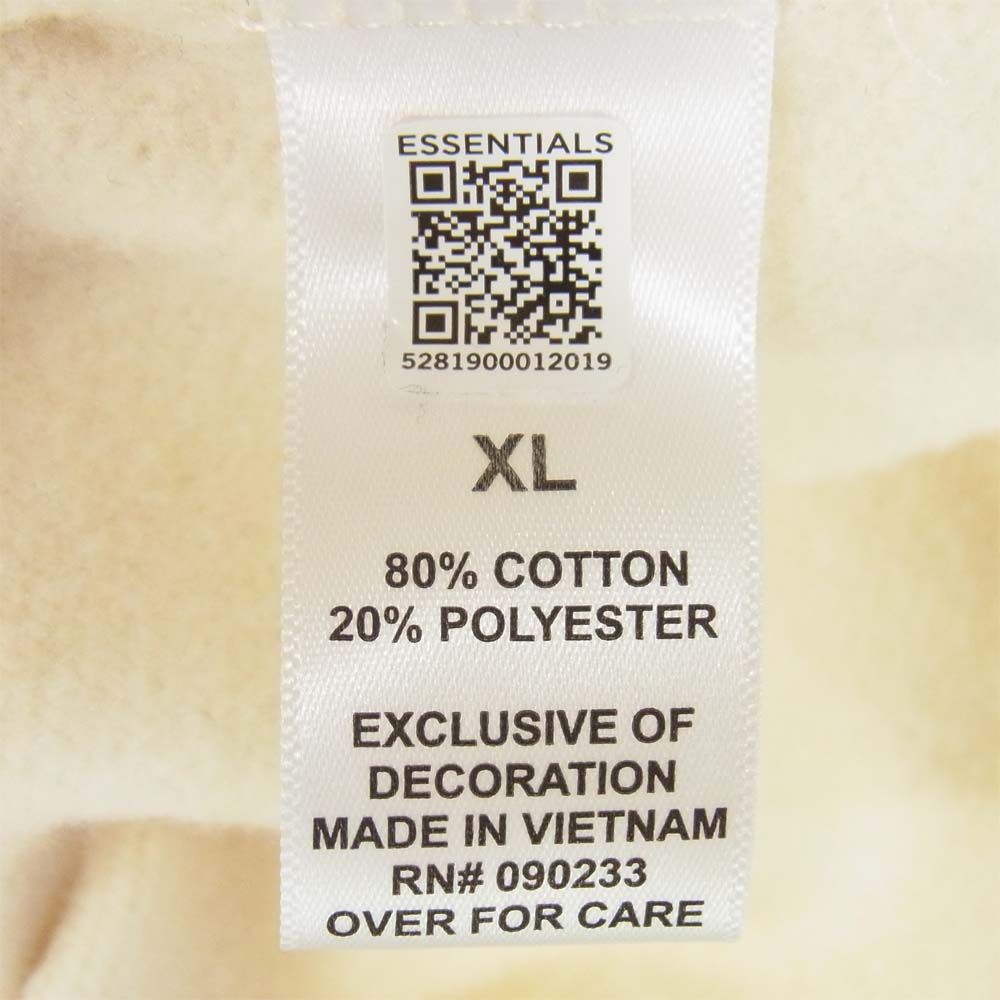 ESSENTIALS
5281900012019
XL
80% COTTON
20% POLYESTER
EXCLUSIVE OF
DECORATION
MADE IN VIETNAM
RN# 090233
OVER FOR CARE